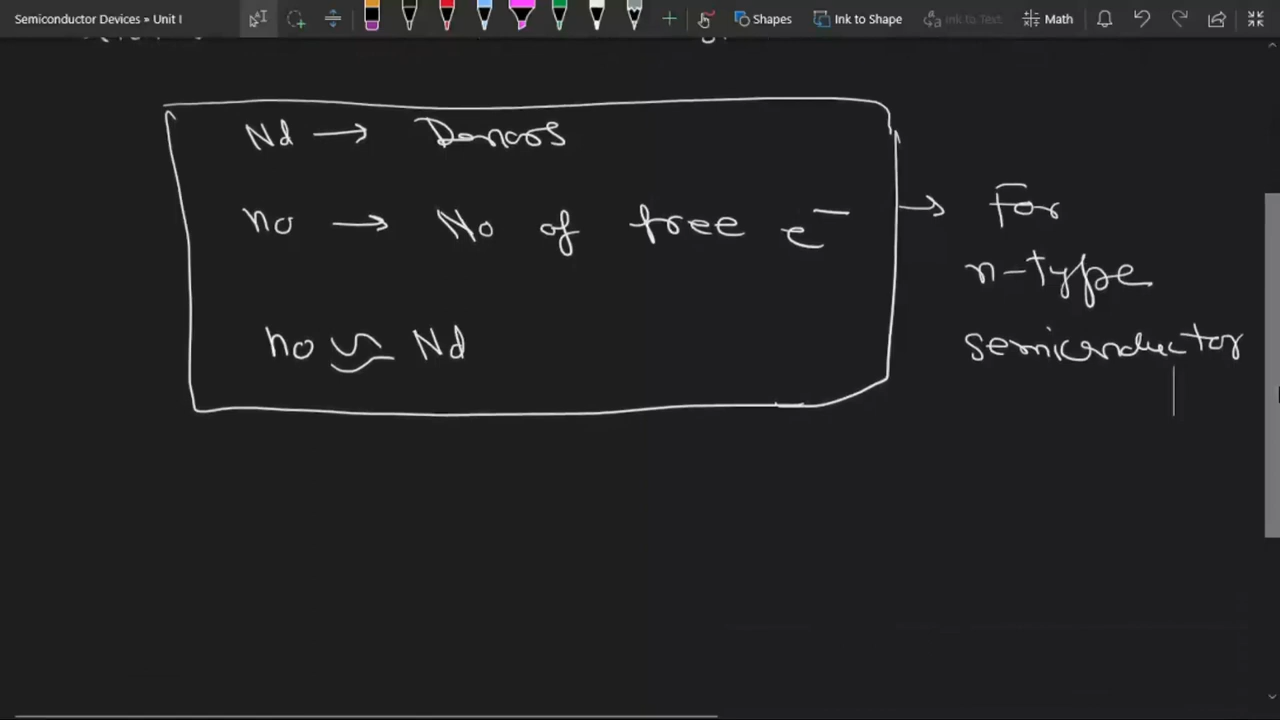 Semiconductor Devices » Unit I
Shapes
Ink to Shape
Ink to Text
Math
Nd → Donors
no → No of free e⁻
no ≈ Nd
→ For
n-type
semiconductor